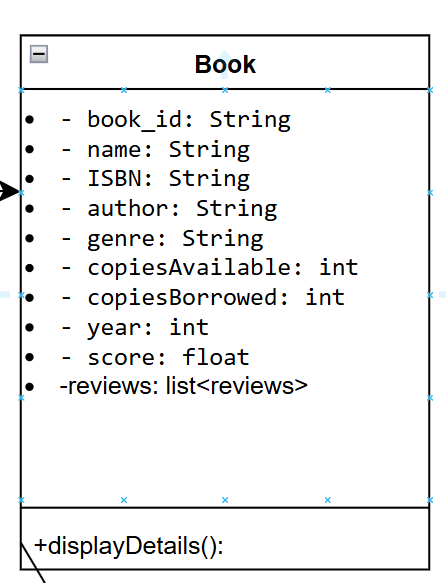 Book
- book_id: String
- name: String
- ISBN: String
- author: String
- genre: String
- copiesAvailable: int
- copiesBorrowed: int
- year: int
- score: float
-reviews: list<reviews>
+displayDetails():